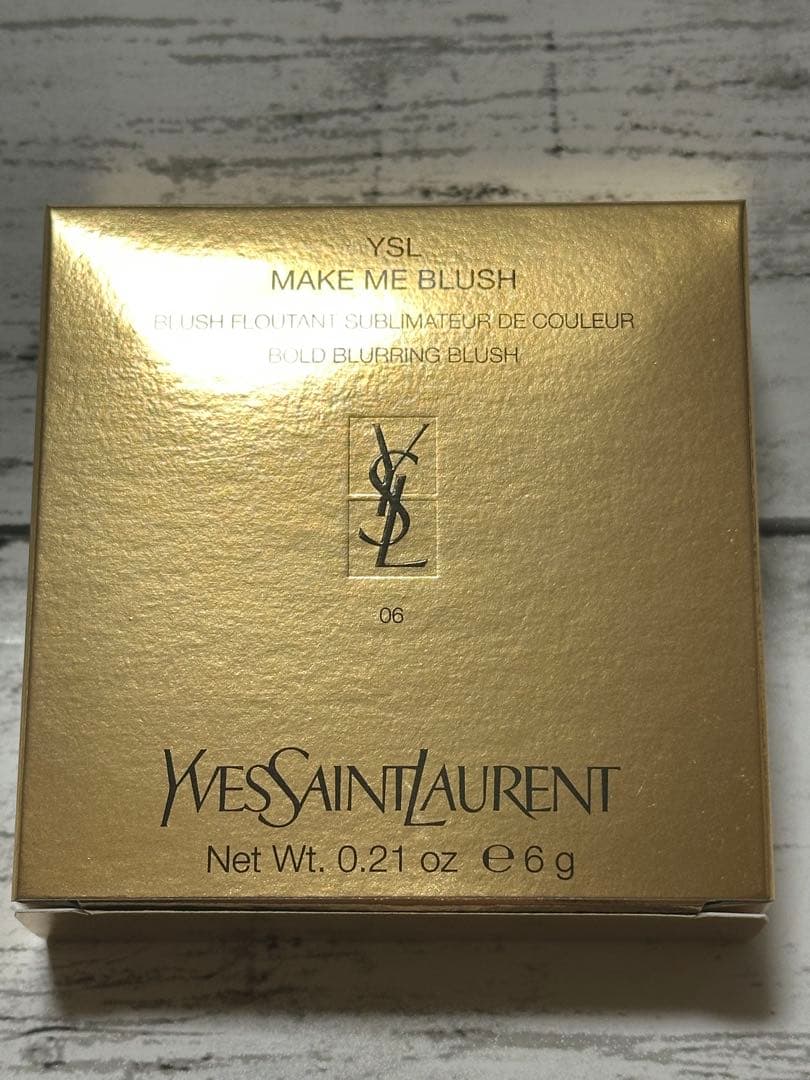 YSL
MAKE ME BLUSH
BLUSH FLOUTANT SUBLIMATEUR DE COULEUR
BOLD BLURRING BLUSH
YSL
06
YVESSAINTLAURENT
Net Wt. 0.21 oz ℮ 6 g